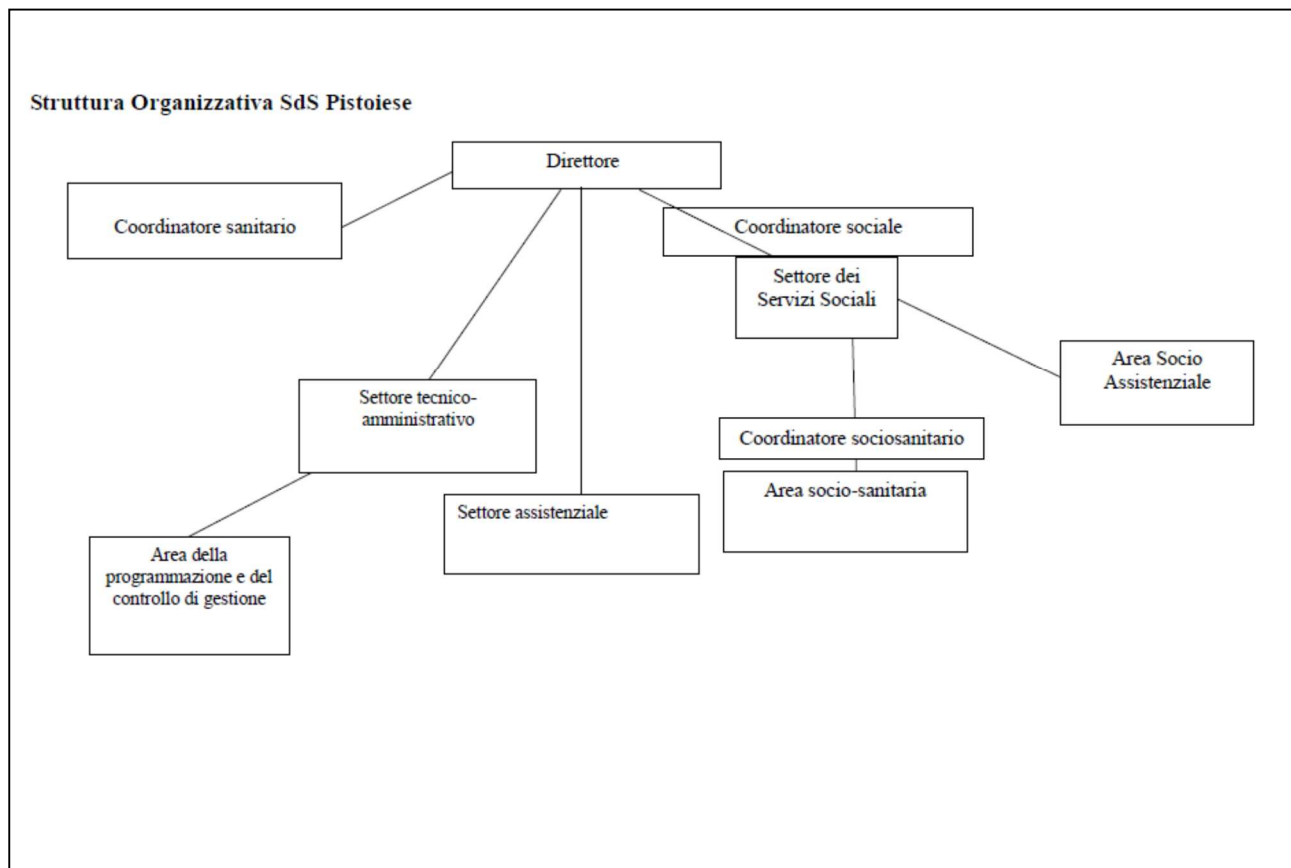 Struttura Organizzativa SdS Pistoiese
Direttore
Coordinatore sanitario
Coordinatore sociale
Settore dei
Servizi Sociali
Area Socio
Assistenziale
Settore tecnico-
amministrativo
Coordinatore sociosanitario
Area socio-sanitaria
Settore assistenziale
Area della
programmazione e del
controllo di gestione